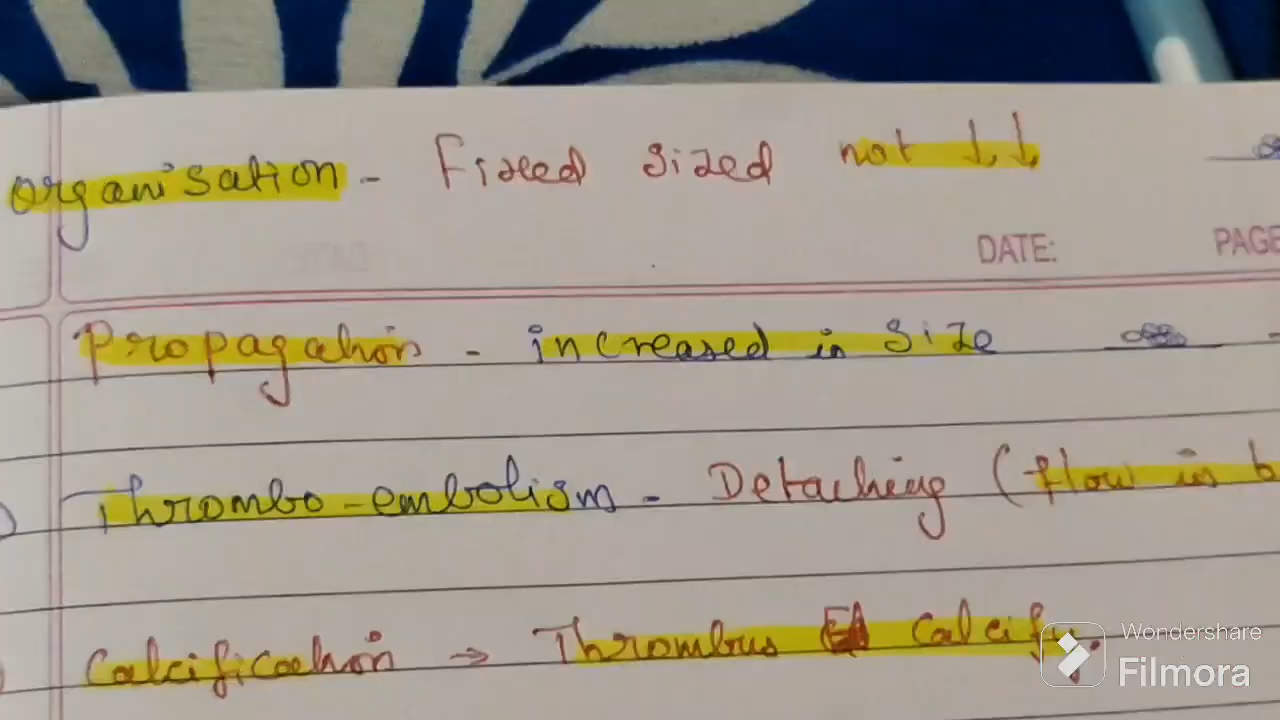 organisation - Fixed sized not ↓↓
DATE: PAGE
Propagation - increased in size -
Thrombo-embolism - Detaching (flow in b
Calcification → Thrombus calcify.
Wondershare
Filmora